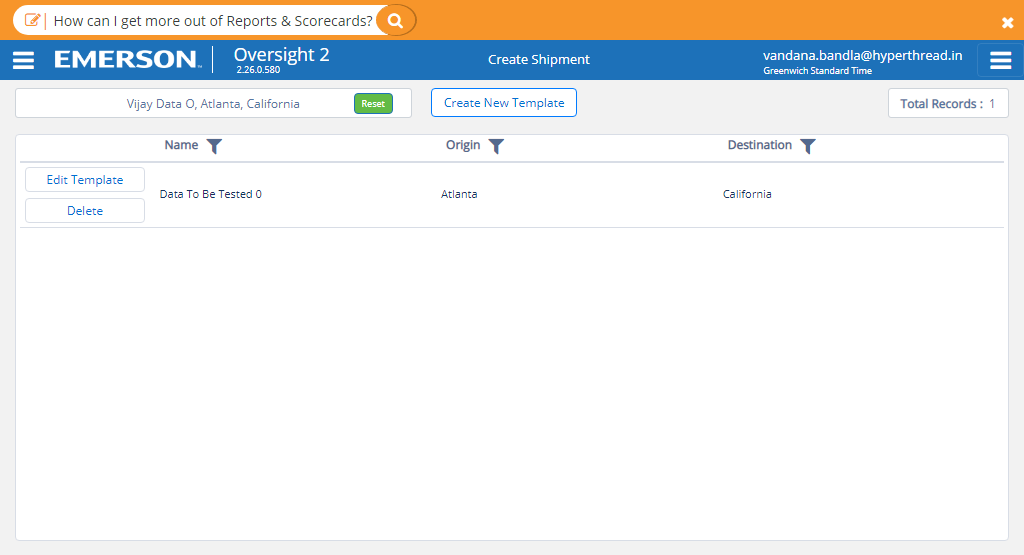 How can I get more out of Reports & Scorecards?
EMERSON™ Oversight 2 2.26.0.580
Create Shipment
vandana.bandla@hyperthread.in
Greenwich Standard Time
Vijay Data O, Atlanta, California Reset Create New Template Total Records : 1
Name Origin Destination
Edit Template
Data To Be Tested 0 Atlanta California
Delete